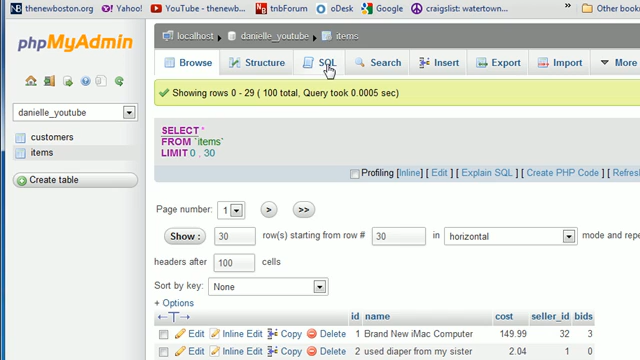 thenewboston.org Yahoo! YouTube - thenewbo... tnbForum oDesk Google craigslist: watertow... Other bookmarks
phpMyAdmin
localhost danielle_youtube items
Browse Structure SQL Search Insert Export Import More
Showing rows 0 - 29 ( 100 total, Query took 0.0005 sec)
danielle_youtube
customers
items
Create table
SELECT *
FROM `items`
LIMIT 0 , 30
Profiling [Inline] [ Edit ] [ Explain SQL ] [ Create PHP Code ] [ Refres
Page number: 1 > >>
Show : 30 row(s) starting from row # 30 in horizontal mode and repe
headers after 100 cells
Sort by key: None
+ Options
id name cost seller_id bids
Edit Inline Edit Copy Delete 1 Brand New iMac Computer 149.99 32 3
Edit Inline Edit Copy Delete 2 used diaper from my sister 2.04 1 0